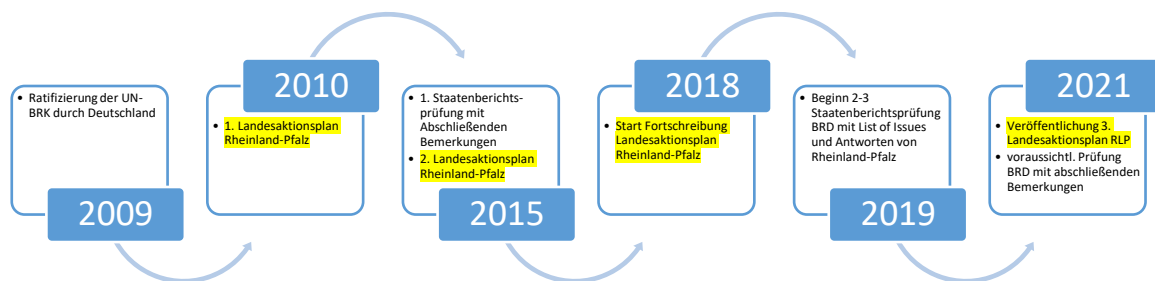 • Ratifizierung der UN-
BRK durch Deutschland
2009
2010
• 1. Landesaktionsplan
Rheinland-Pfalz
• 1. Staatenberichts-
prüfung mit
Abschließenden
Bemerkungen
• 2. Landesaktionsplan
Rheinland-Pfalz
2015
2018
• Start Fortschreibung
Landesaktionsplan
Rheinland-Pfalz
• Beginn 2-3
Staatenberichtsprüfung
BRD mit List of Issues
und Antworten von
Rheinland-Pfalz
2019
2021
• Veröffentlichung 3.
Landesaktionsplan RLP
• voraussichtl. Prüfung
BRD mit abschließenden
Bemerkungen